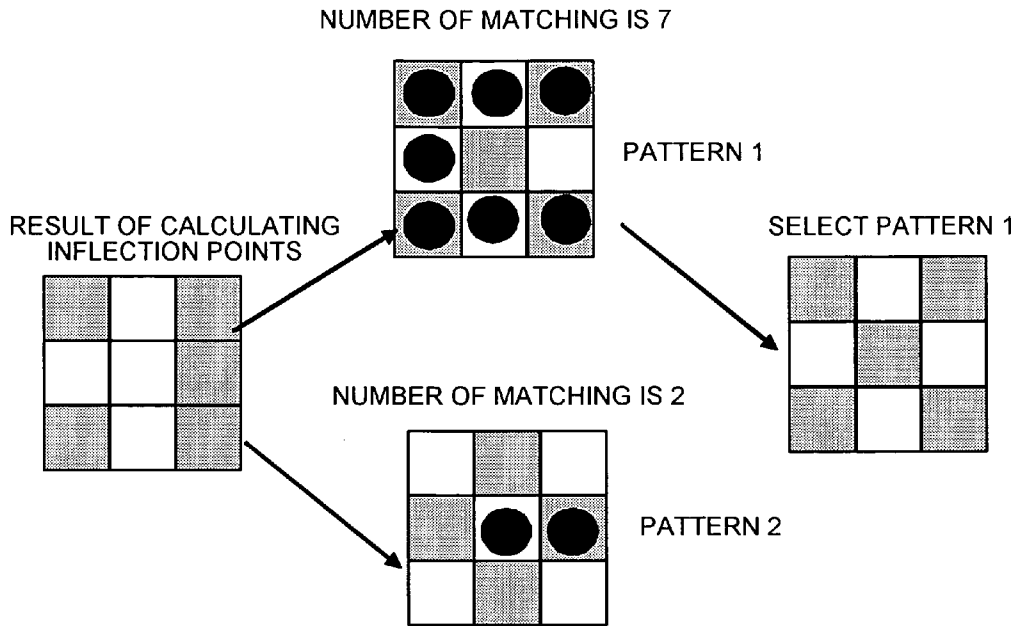 NUMBER OF MATCHING IS 7
PATTERN 1
RESULT OF CALCULATING
INFLECTION POINTS
SELECT PATTERN 1
NUMBER OF MATCHING IS 2
PATTERN 2